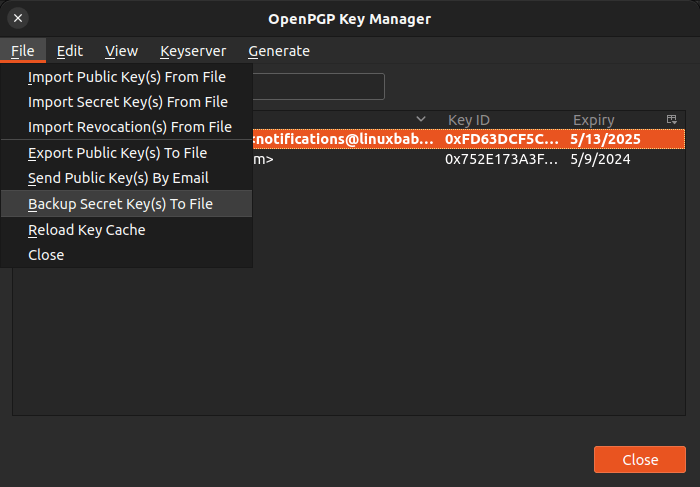 OpenPGP Key Manager
File Edit View Keyserver Generate
Import Public Key(s) From File
Import Secret Key(s) From File
Import Revocation(s) From File
Export Public Key(s) To File
Send Public Key(s) By Email
Backup Secret Key(s) To File
Reload Key Cache
Close
Key ID Expiry
notifications@linuxbab... 0xFD63DCF5C... 5/13/2025
m> 0x752E173A3F... 5/9/2024
Close